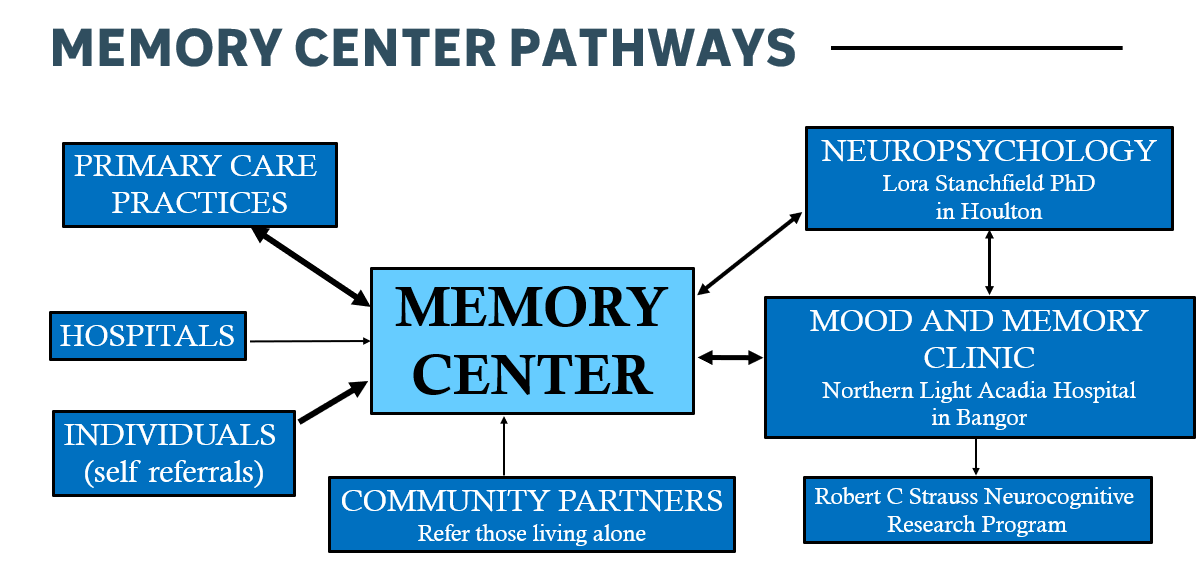 MEMORY CENTER PATHWAYS
PRIMARY CARE
PRACTICES
HOSPITALS
INDIVIDUALS
(self referrals)
MEMORY
CENTER
COMMUNITY PARTNERS
Refer those living alone
NEUROPSYCHOLOGY
Lora Stanchfield PhD
in Houlton
MOOD AND MEMORY
CLINIC
Northern Light Acadia Hospital
in Bangor
Robert C Strauss Neurocognitive
Research Program